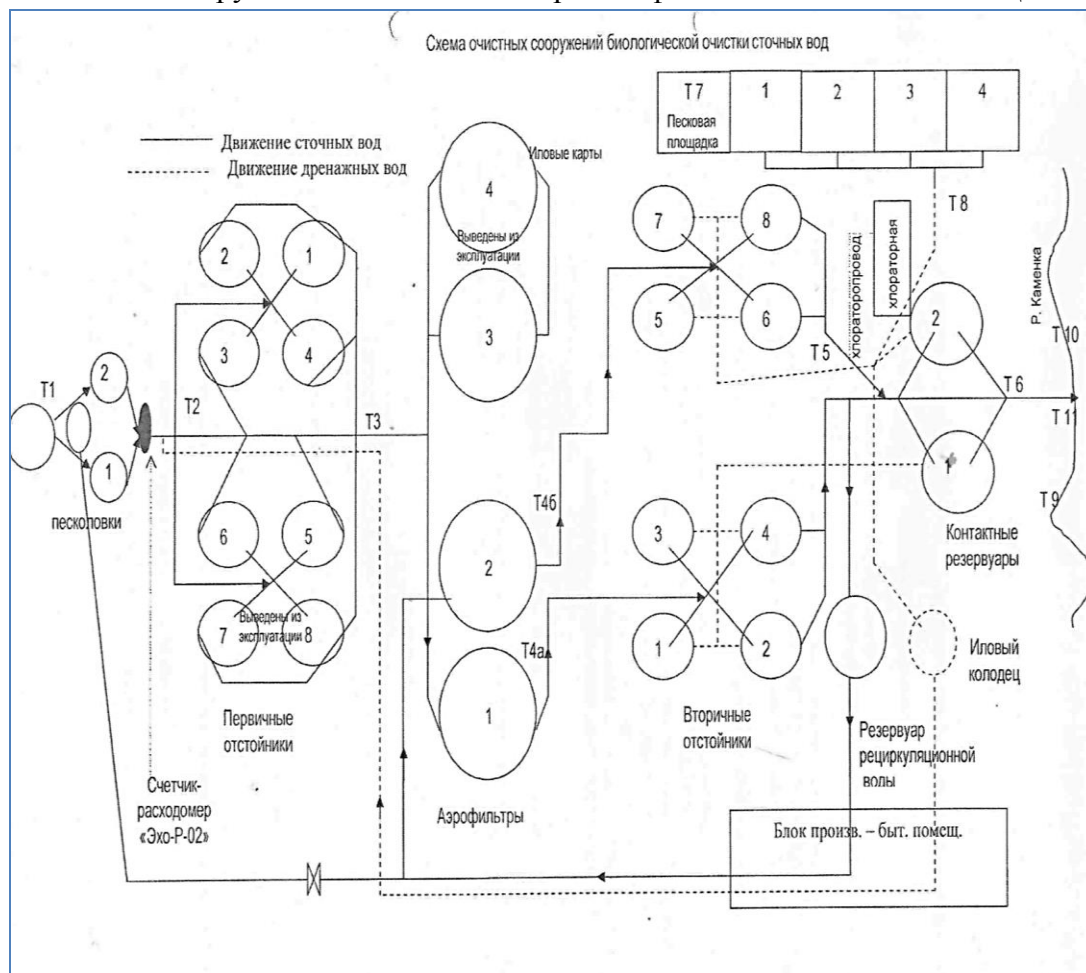 Схема очистных сооружений биологической очистки сточных вод
Т7 1 2 3 4
Песковая
площадка
Движение сточных вод
Движение дренажных вод
Иловые карты
4
Выведены из
эксплуатации
3
2 1
3 4
7 8
5 6
Т8
хлораторопровод
хлораторная
Р. Каменка
2
Т10
Т5
Т6
Т11
Т1
2
1
песколовки
Т2
Т3
6 5
7 8
Выведены из
эксплуатации
Т4б
2
Т4а
1
3 4
1 2
1
Т9
Контактные
резервуары
Иловый
колодец
Первичные
отстойники
Вторичные
отстойники
Резервуар
рециркуляционной
воды
Счетчик-
расходомер
«Эхо-Р-02»
Аэрофильтры
Блок произв. – быт. помещ.